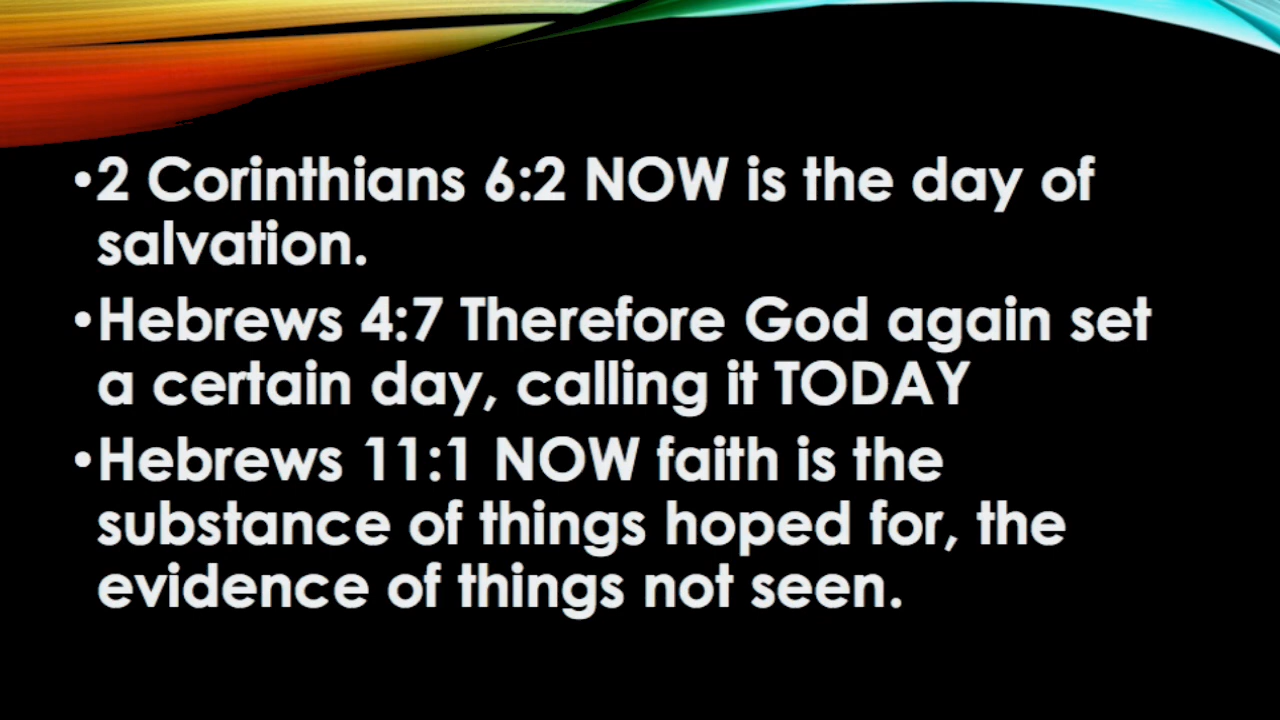 •2 Corinthians 6:2 NOW is the day of
salvation.
•Hebrews 4:7 Therefore God again set
a certain day, calling it TODAY
•Hebrews 11:1 NOW faith is the
substance of things hoped for, the
evidence of things not seen.